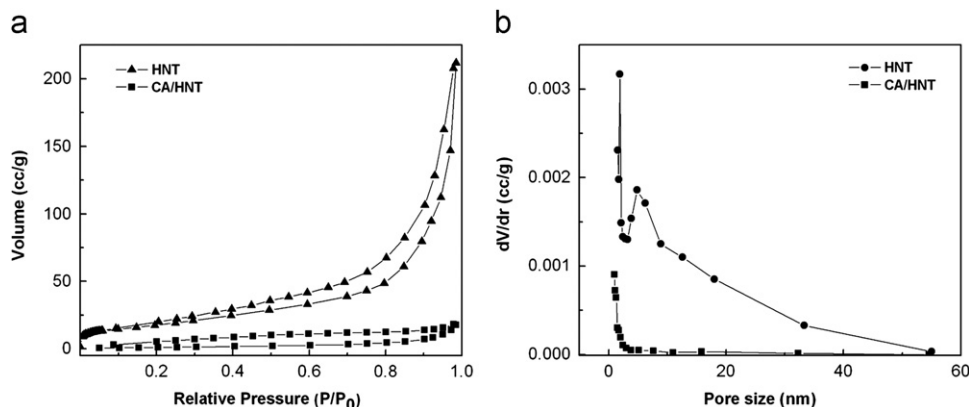 a
Volume (cc/g)
200
150
100
50
0
HNT
CA/HNT
0.2
0.4
0.6
0.8
1.0
Relative Pressure (P/P0)
b
dV/dr (cc/g)
0.003
0.002
0.001
0.000
HNT
CA/HNT
0
20
40
60
Pore size (nm)